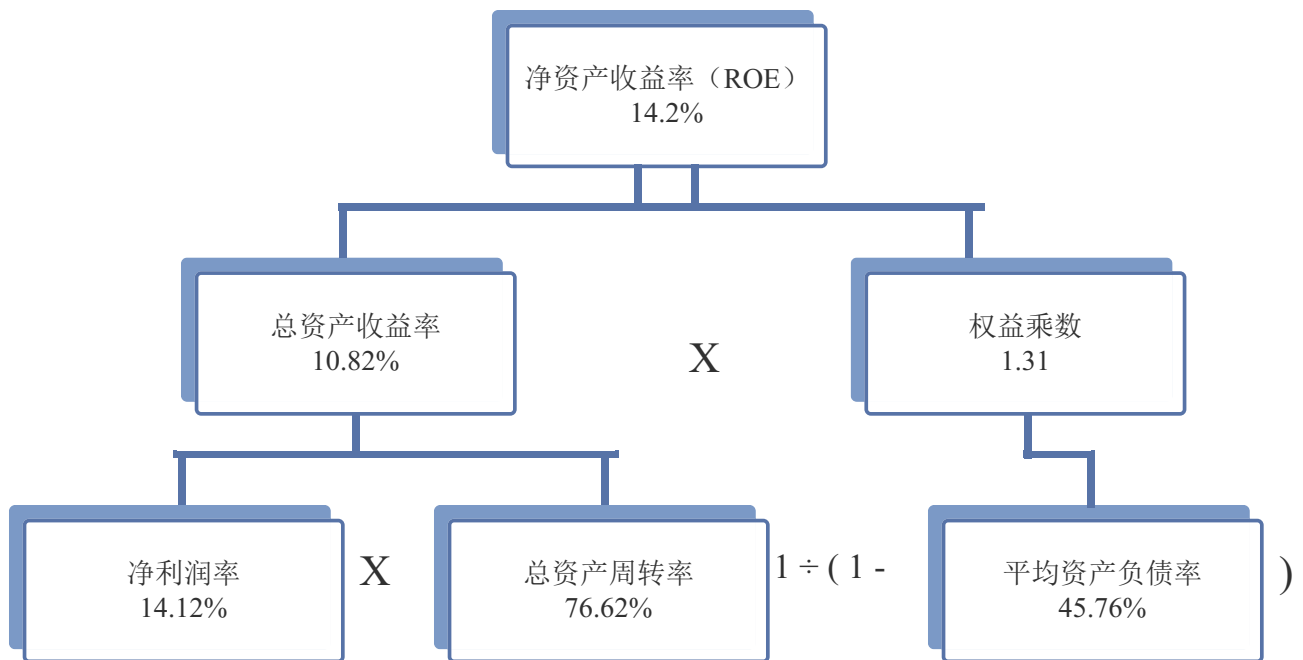 净资产收益率（ROE）
14.2%
总资产收益率
10.82%
X
权益乘数
1.31
净利润率
14.12%
X
总资产周转率
76.62%
1 ÷ ( 1 -
平均资产负债率
45.76%
)